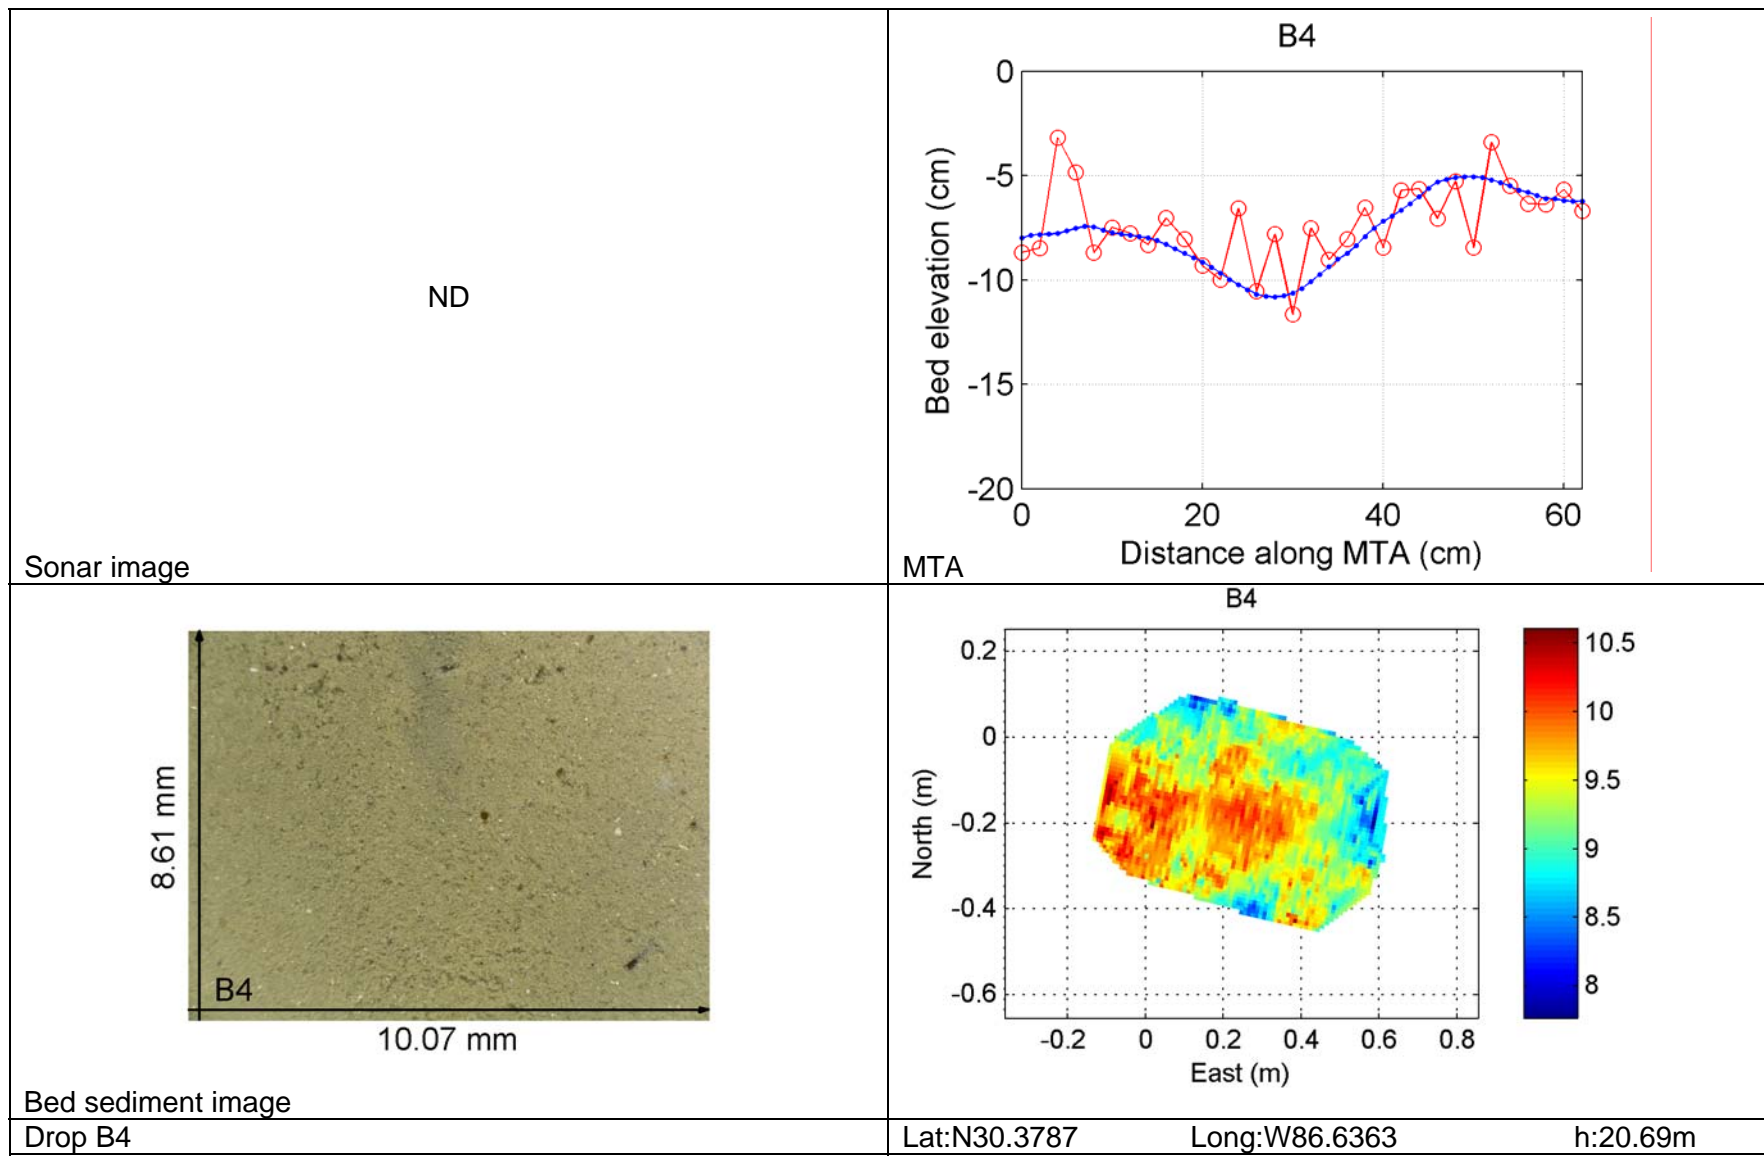 ND
Sonar image
B4
0
-5
-10
-15
-20
0 20 40 60
Bed elevation (cm)
Distance along MTA (cm)
MTA
8.61 mm
B4
10.07 mm
Bed sediment image
B4
0.2
0
-0.2
-0.4
-0.6
-0.2 0 0.2 0.4 0.6 0.8
North (m)
East (m)
10.5
10
9.5
9
8.5
8
Drop B4
Lat:N30.3787 Long:W86.6363 h:20.69m